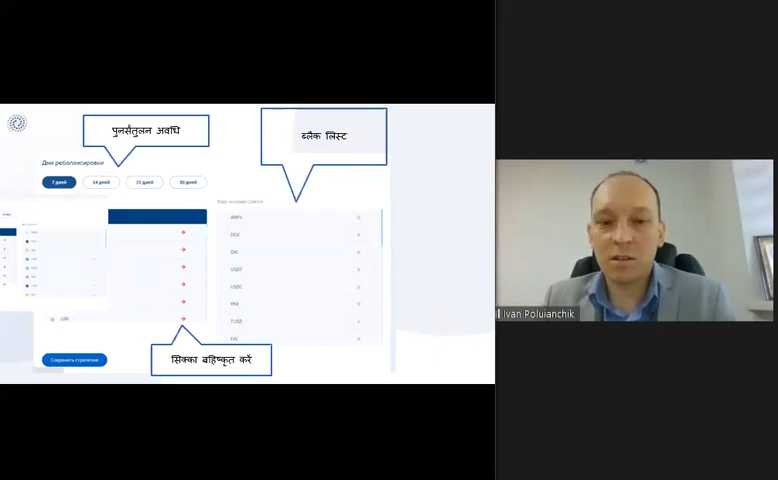 पुनर्संतुलन अवधि
ब्लैक लिस्ट
Дни ребалансировки
7 дней
14 дней
21 дней
30 дней
AMPL
DGX
DAI
USDT
USDC
PAX
TUSD
सिक्का बहिष्कृत करें
Сохранить стратегию
Ivan Poluianchik